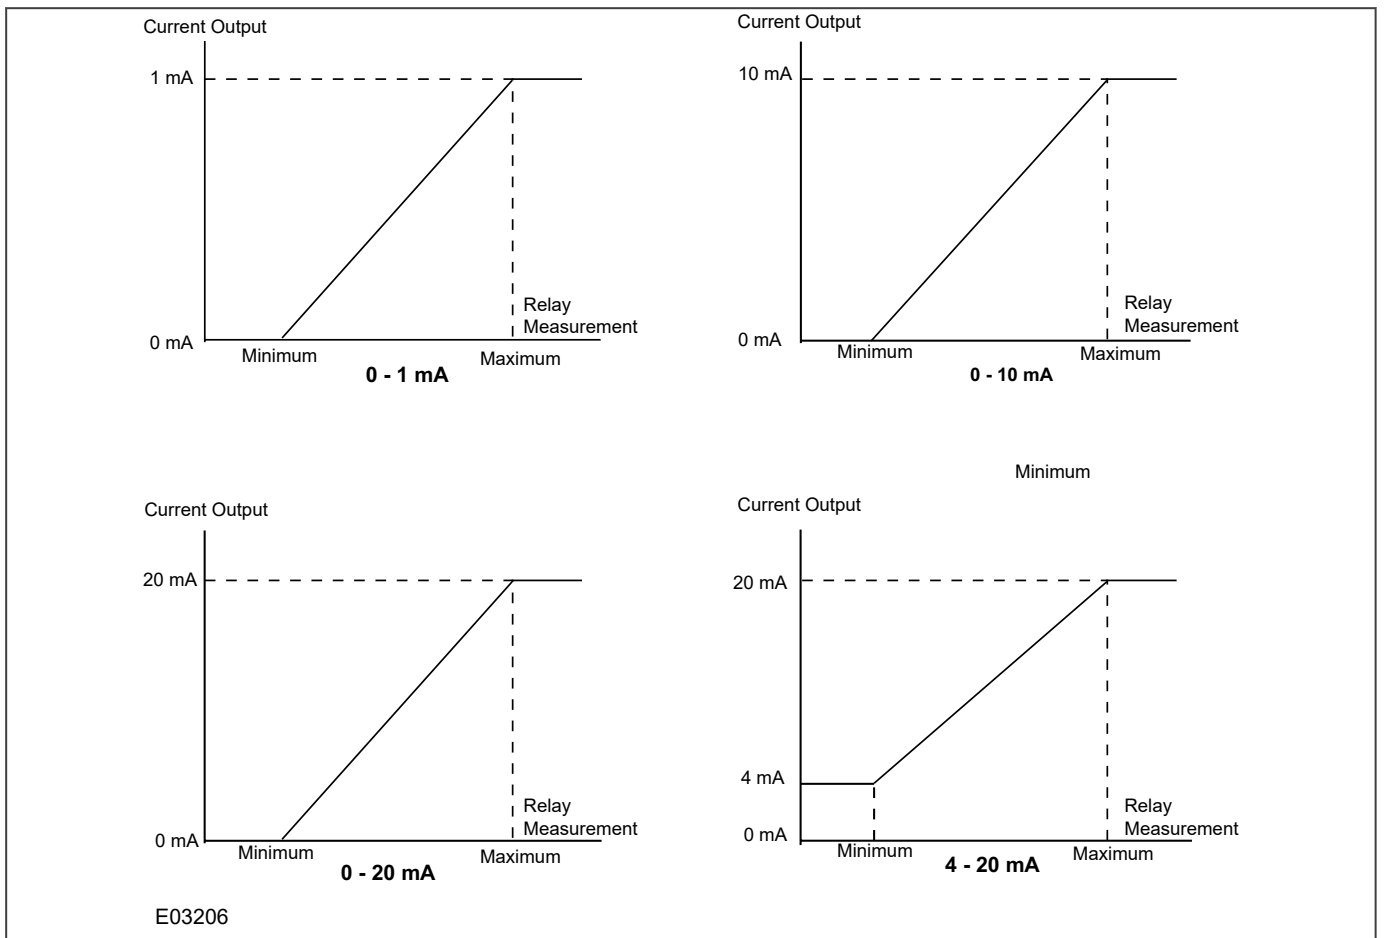 Current Output
1 mA
0 mA
Minimum
Maximum
Relay
Measurement
0 - 1 mA
Current Output
10 mA
0 mA
Minimum
Maximum
Relay
Measurement
0 - 10 mA
Minimum
Current Output
20 mA
0 mA
Minimum
Maximum
Relay
Measurement
0 - 20 mA
Current Output
20 mA
4 mA
0 mA
Minimum
Maximum
Relay
Measurement
4 - 20 mA
E03206